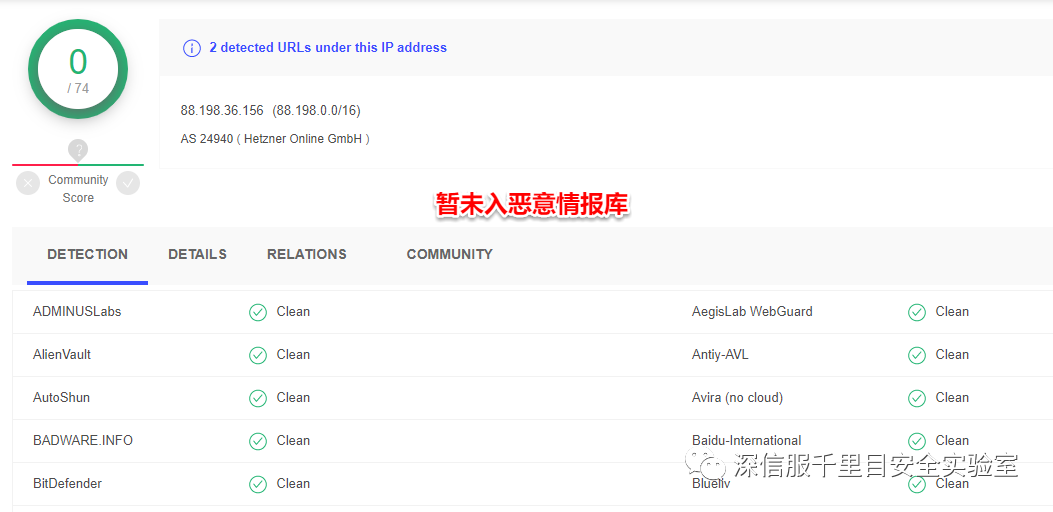 0
/ 74
?
Community
Score
2 detected URLs under this IP address
88.198.36.156 (88.198.0.0/16)
AS 24940 ( Hetzner Online GmbH )
暂未入恶意情报库
DETECTION DETAILS RELATIONS COMMUNITY
ADMINUSLabs Clean AegisLab WebGuard Clean
AlienVault Clean Antiy-AVL Clean
AutoShun Clean Avira (no cloud) Clean
BADWARE.INFO Clean Baidu-International Clean
深信服千里目安全实验室
BitDefender Clean Blueliv Clean